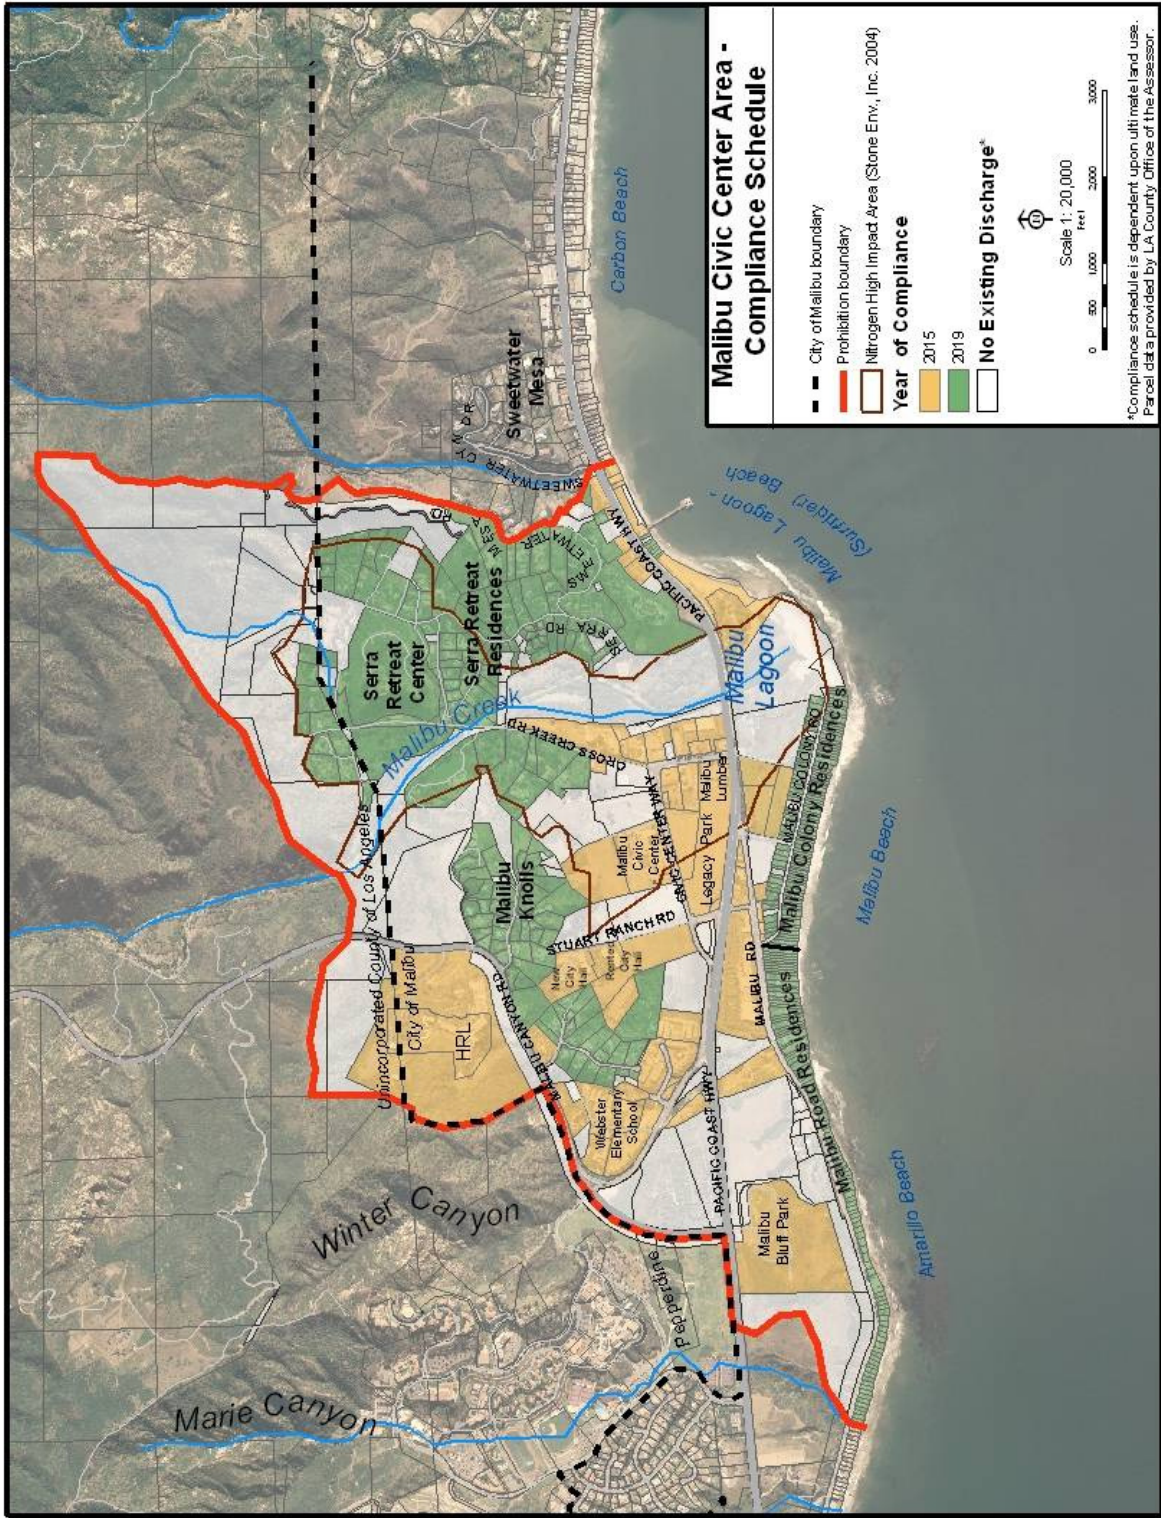 Malibu Civic Center Area -
Compliance Schedule
City of Malibu boundary
Prohibition boundary
Nitrogen High Impact Area (Stone Env., Inc. 2004)
Year of Compliance
2015
2019
No Existing Discharge*
Scale 1: 20,000
Feet
0 500 1,000 2,000 3,000
*Compliance schedule is dependent upon ultimate land use.
Parcel data provided by LA County Office of the Assessor.
Marie Canyon
Winter Canyon
Pepperdine
Unincorporated County of Los Angeles
City of Malibu
HRL
MALIBU CANYON RD
Webster
Elementary
School
PACIFIC COAST HWY
Malibu
Bluff Park
Amarillo Beach
Malibu Road Residences
MALIBU RD
New
City
Hall
Rented
City
Hall
STUART RANCH RD
Malibu
Knolls
Malibu
Civic
Center
CIVIC CENTER WAY
Legacy Park
Malibu
Lumber
CROSS CREEK RD
Malibu Creek
MALIBU COLONY RD
Malibu Colony Residences
Malibu Beach
Malibu
Lagoon
Serra
Retreat
Center
Serra Retreat
Residences
SERRA
RD
SWEETWATER
MESA
RD
PACIFIC COAST HWY
Malibu Lagoon -
(Surfrider) Beach
SWEETWATER CYN DR
Sweetwater
Mesa
Carbon Beach